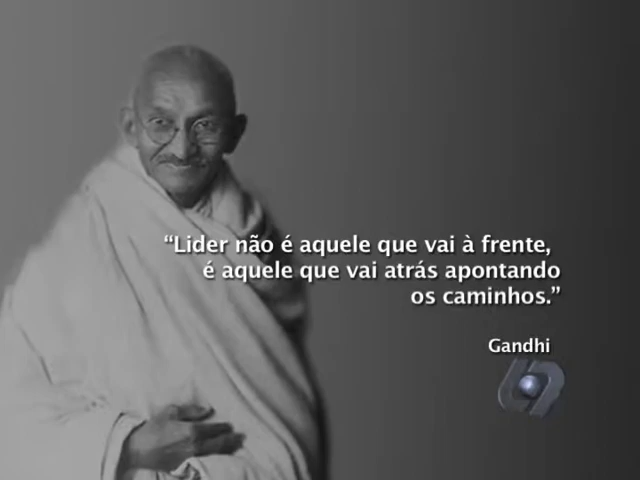 “Lider não é aquele que vai à frente,
é aquele que vai atrás apontando
os caminhos.”
Gandhi